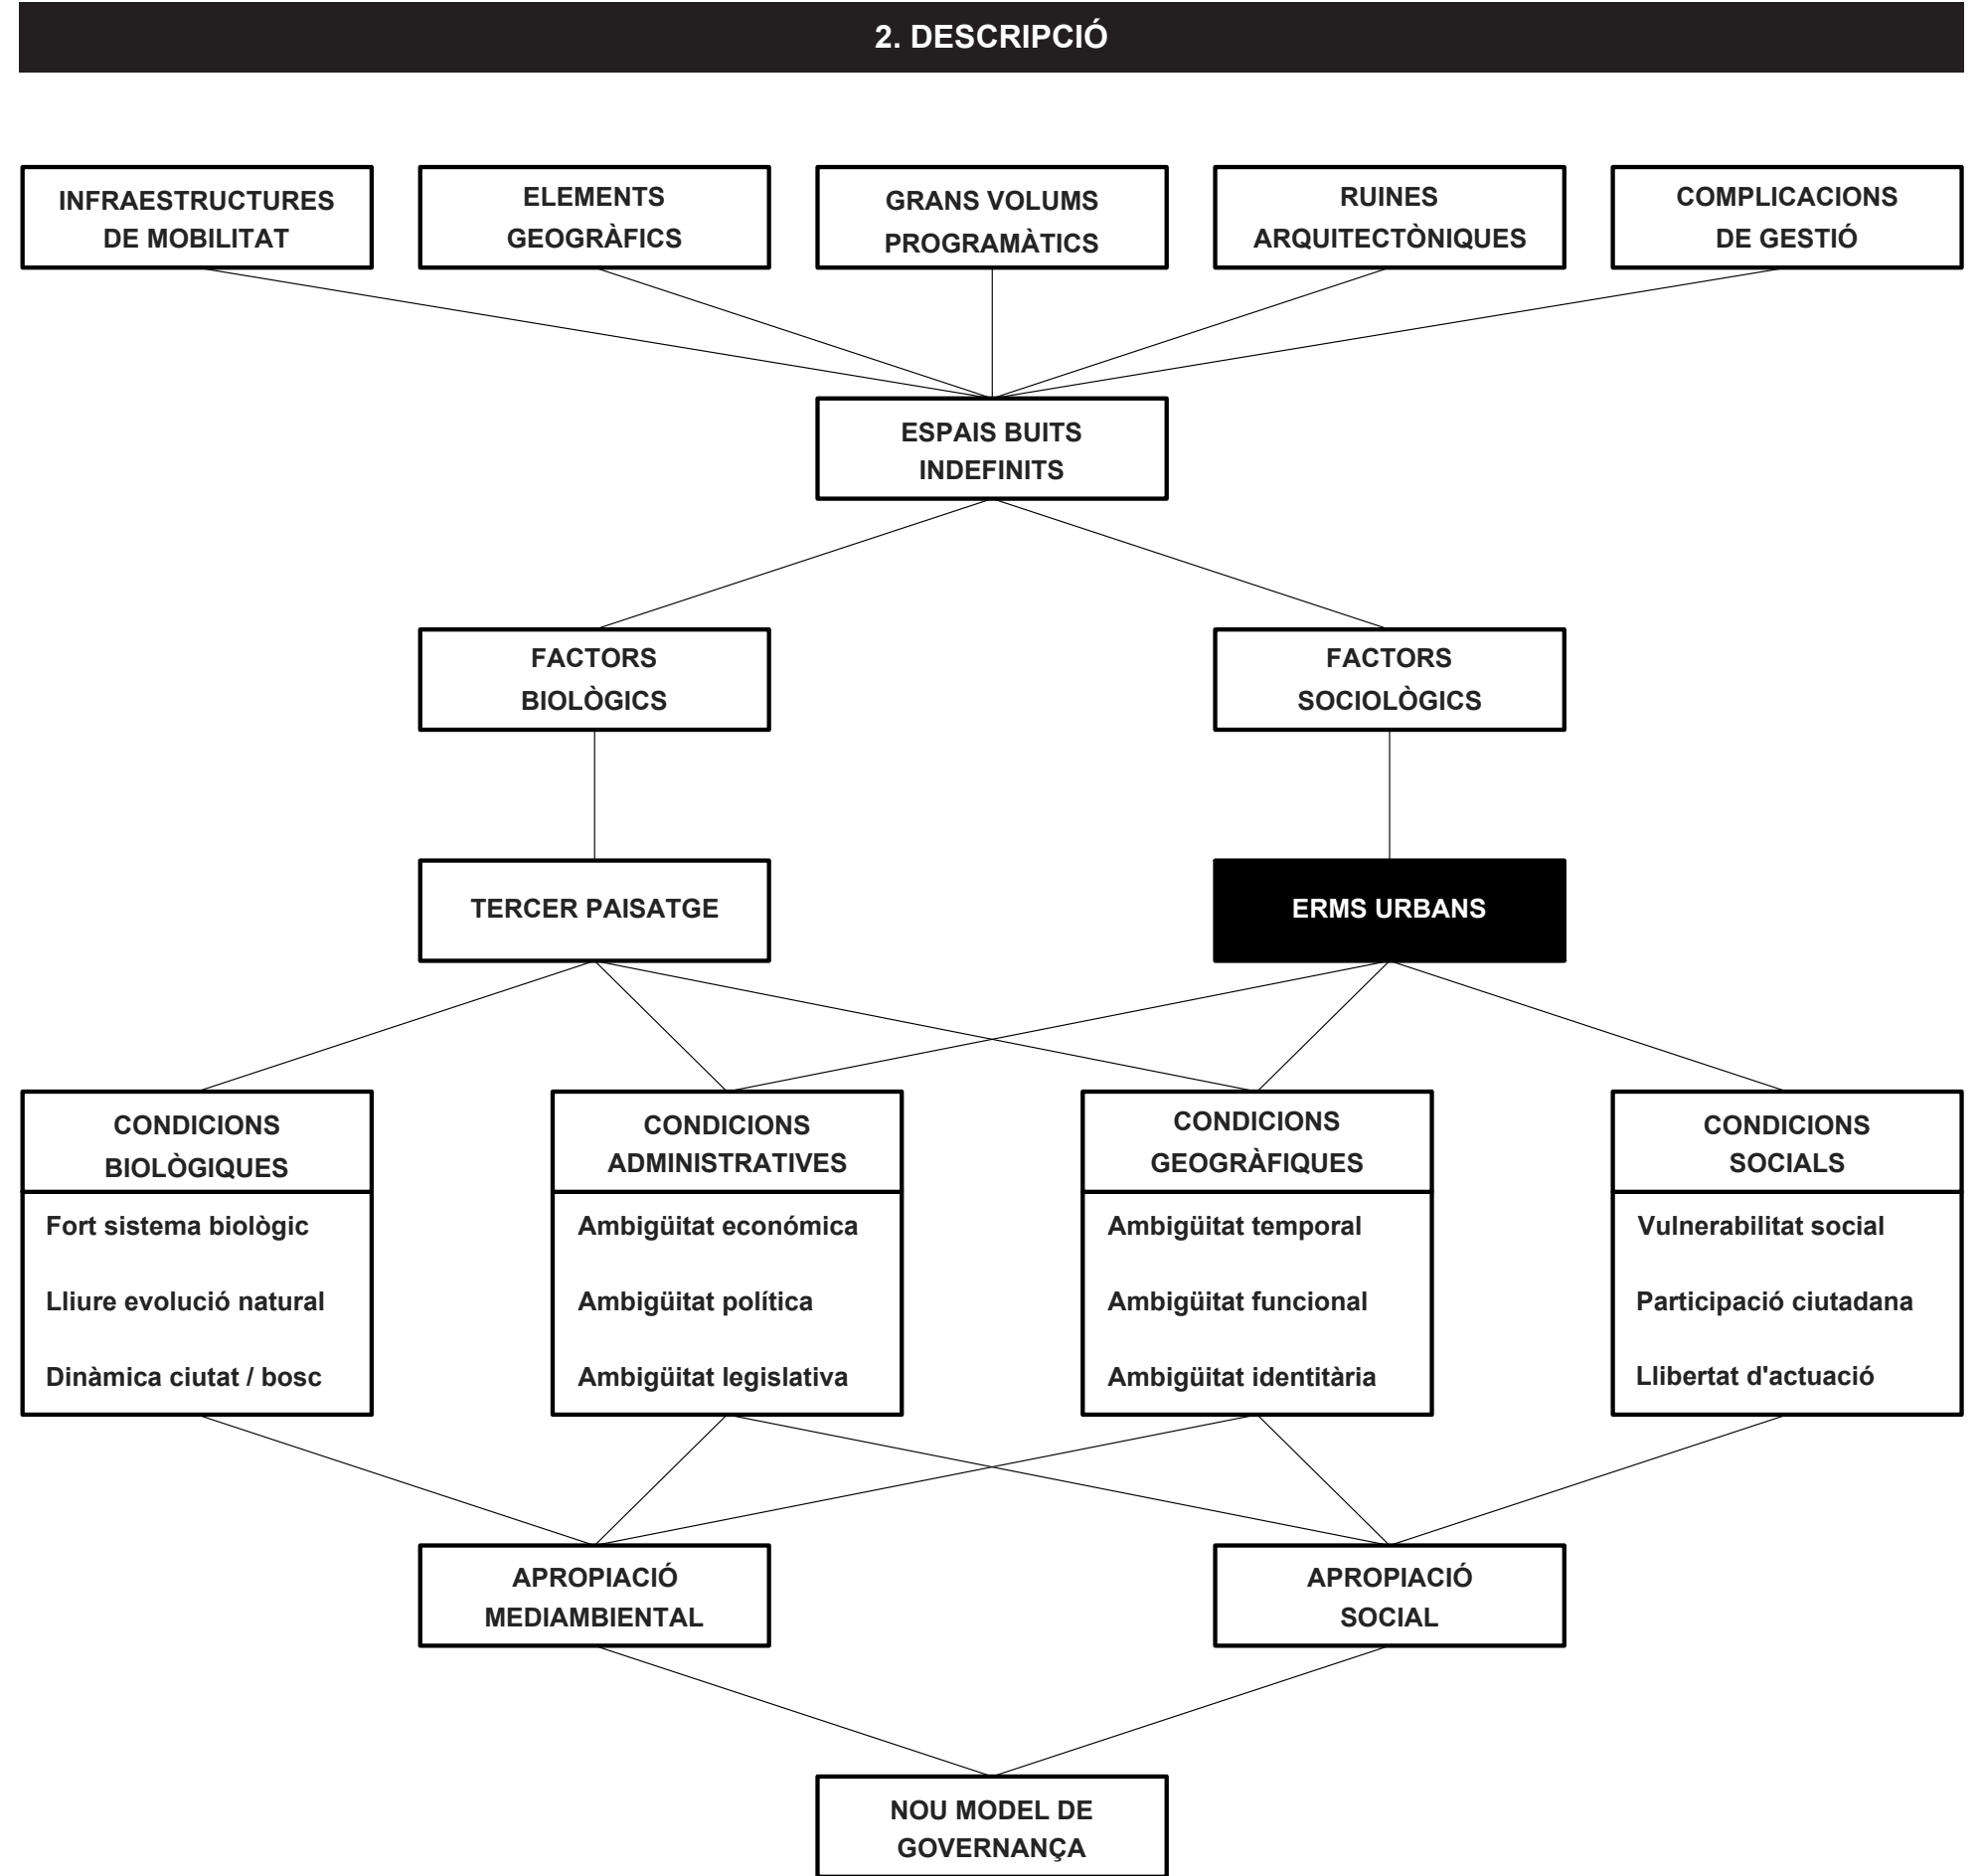 2. DESCRIPCIÓ
INFRAESTRUCTURES
DE MOBILITAT
ELEMENTS
GEOGRÀFICS
GRANS VOLUMS
PROGRAMÀTICS
RUINES
ARQUITECTÒNIQUES
COMPLICACIONS
DE GESTIÓ
ESPAIS BUITS
INDEFINITS
FACTORS
BIOLÒGICS
FACTORS
SOCIOLÒGICS
TERCER PAISATGE
ERMS URBANS
CONDICIONS
BIOLÒGIQUES
Fort sistema biològic
Lliure evolució natural
Dinàmica ciutat / bosc
CONDICIONS
ADMINISTRATIVES
Ambigüitat económica
Ambigüitat política
Ambigüitat legislativa
CONDICIONS
GEOGRÀFIQUES
Ambigüitat temporal
Ambigüitat funcional
Ambigüitat identitària
CONDICIONS
SOCIALS
Vulnerabilitat social
Participació ciutadana
Llibertat d'actuació
APROPIACIÓ
MEDIAMBIENTAL
APROPIACIÓ
SOCIAL
NOU MODEL DE
GOVERNANÇA